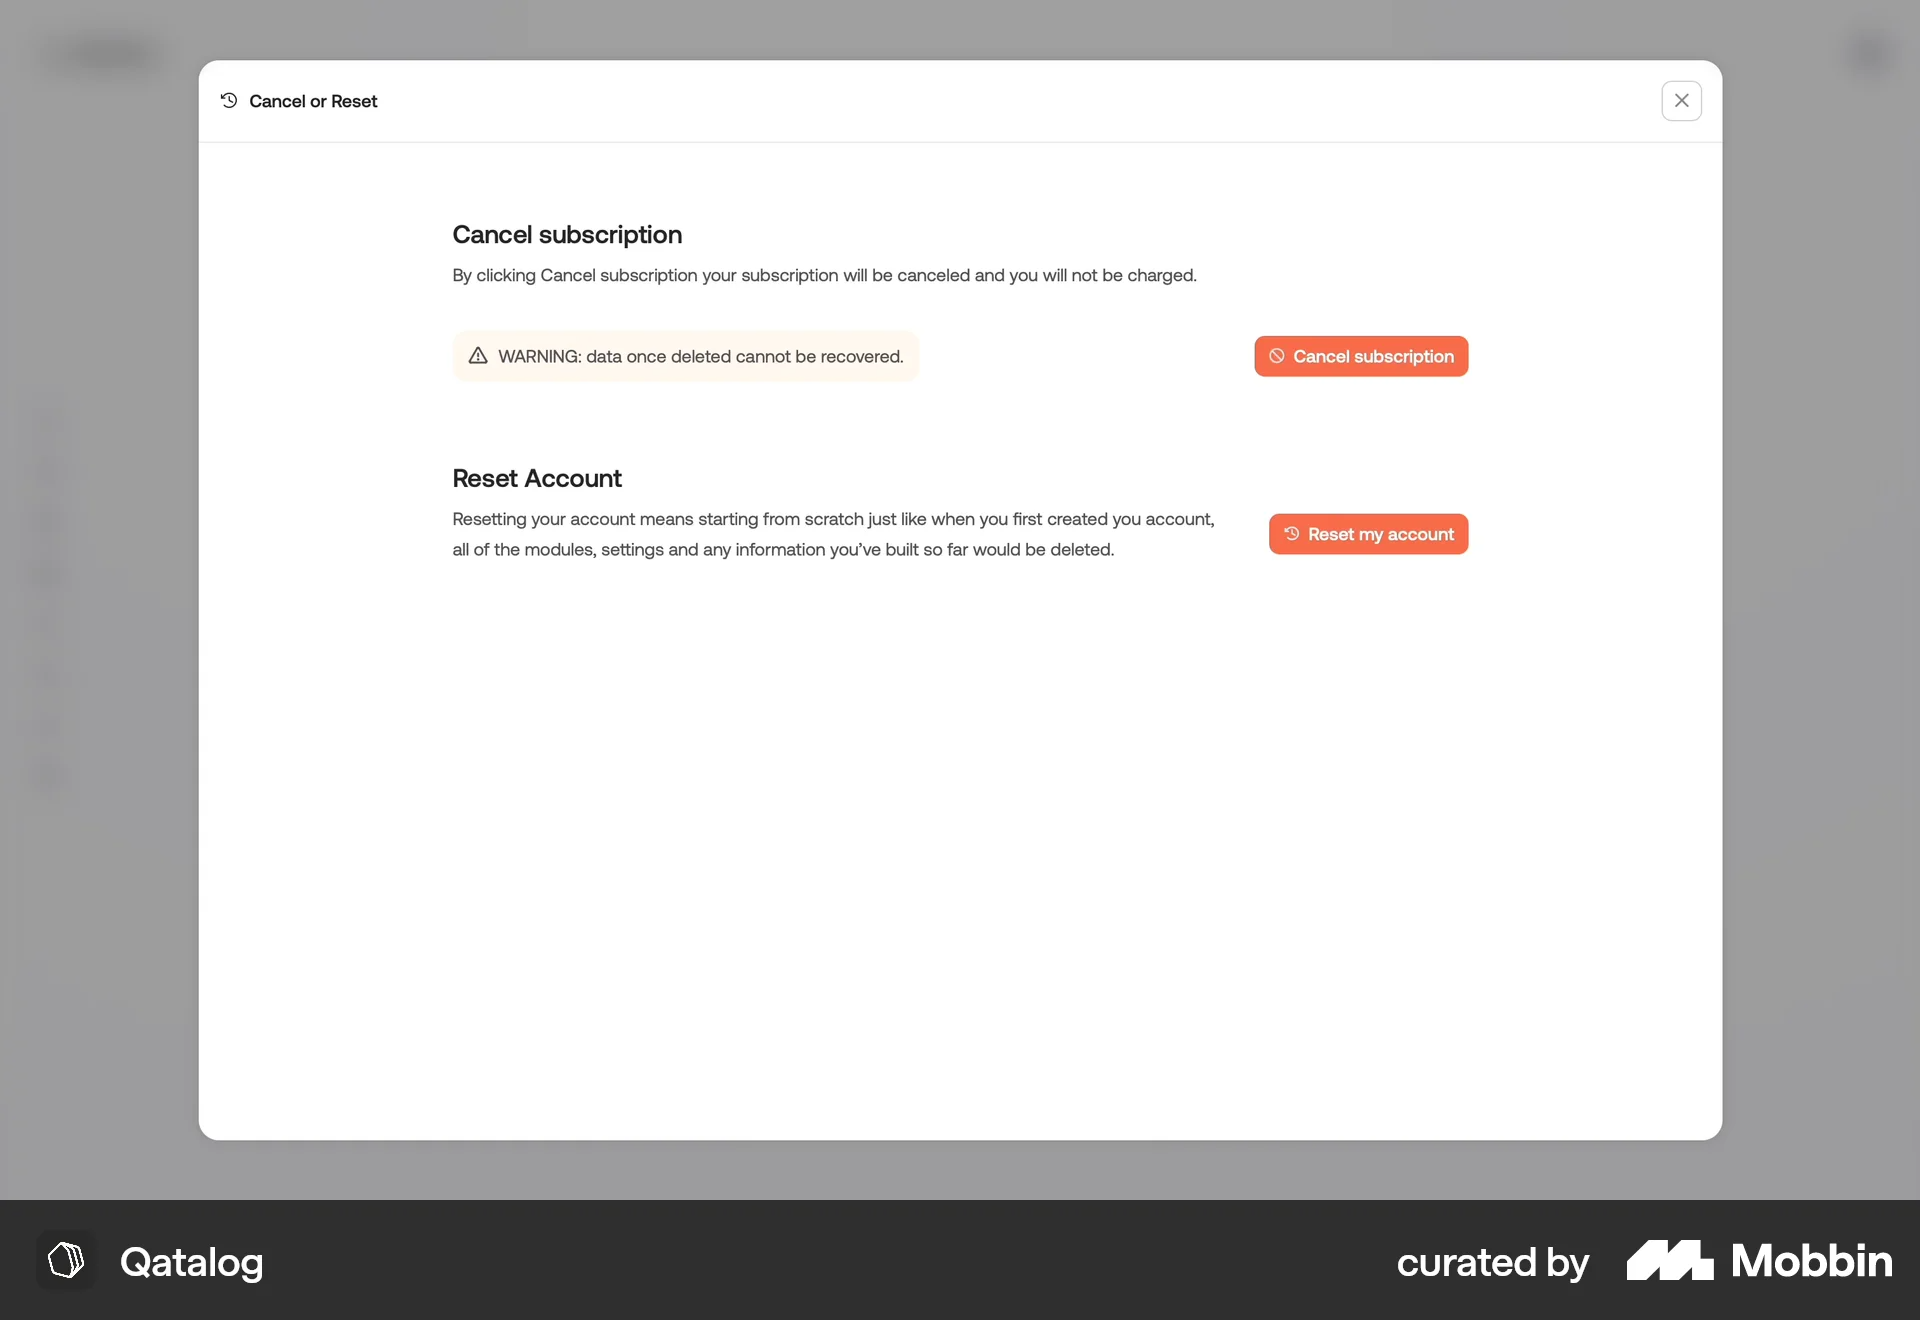 Cancel or Reset
Cancel subscription
By clicking Cancel subscription your subscription will be canceled and you will not be charged.
WARNING: data once deleted cannot be recovered.
Cancel subscription
Reset Account
Resetting your account means starting from scratch just like when you first created you account,
all of the modules, settings and any information you’ve built so far would be deleted.
Reset my account
Qatalog
curated by Mobbin